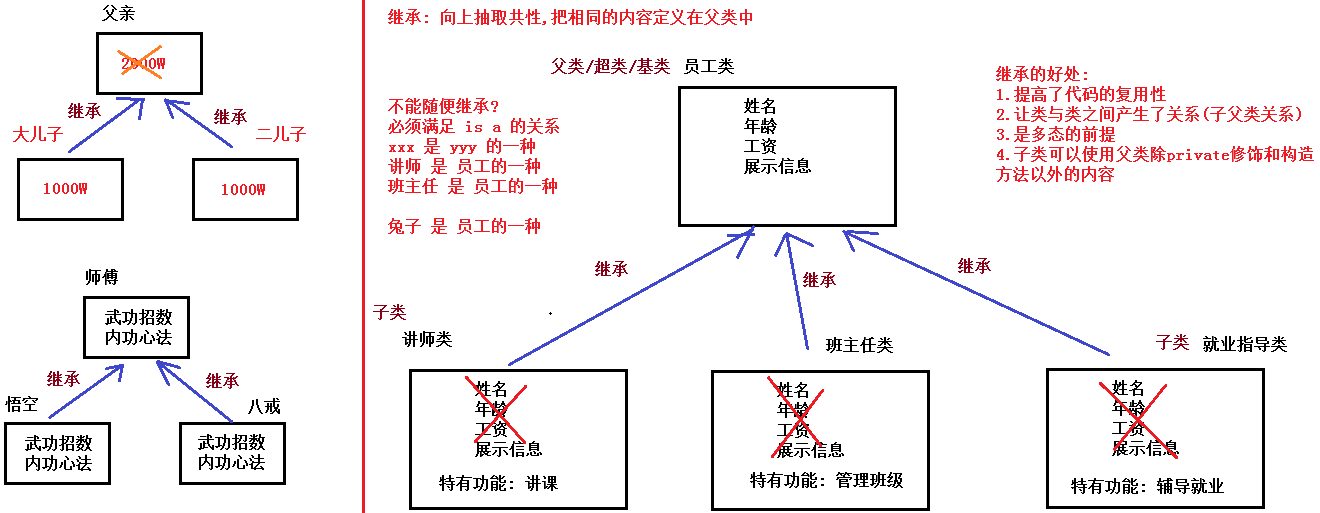 父亲
2000W
继承
继承
大儿子
二儿子
1000W
1000W
师傅
武功招数
内功心法
继承
继承
悟空
八戒
武功招数
内功心法
武功招数
内功心法
继承: 向上抽取共性,把相同的内容定义在父类中
父类/超类/基类 员工类
姓名
年龄
工资
展示信息
不能随便继承?
必须满足 is a 的关系
xxx 是 yyy 的一种
讲师 是 员工的一种
班主任 是 员工的一种
兔子 是 员工的一种
继承的好处:
1.提高了代码的复用性
2.让类与类之间产生了关系(子父类关系)
3.是多态的前提
4.子类可以使用父类除private修饰和构造
方法以外的内容
继承
继承
继承
子类
讲师类
姓名
年龄
工资
展示信息
特有功能: 讲课
班主任类
姓名
年龄
工资
展示信息
特有功能: 管理班级
子类 就业指导类
姓名
年龄
工资
展示信息
特有功能: 辅导就业